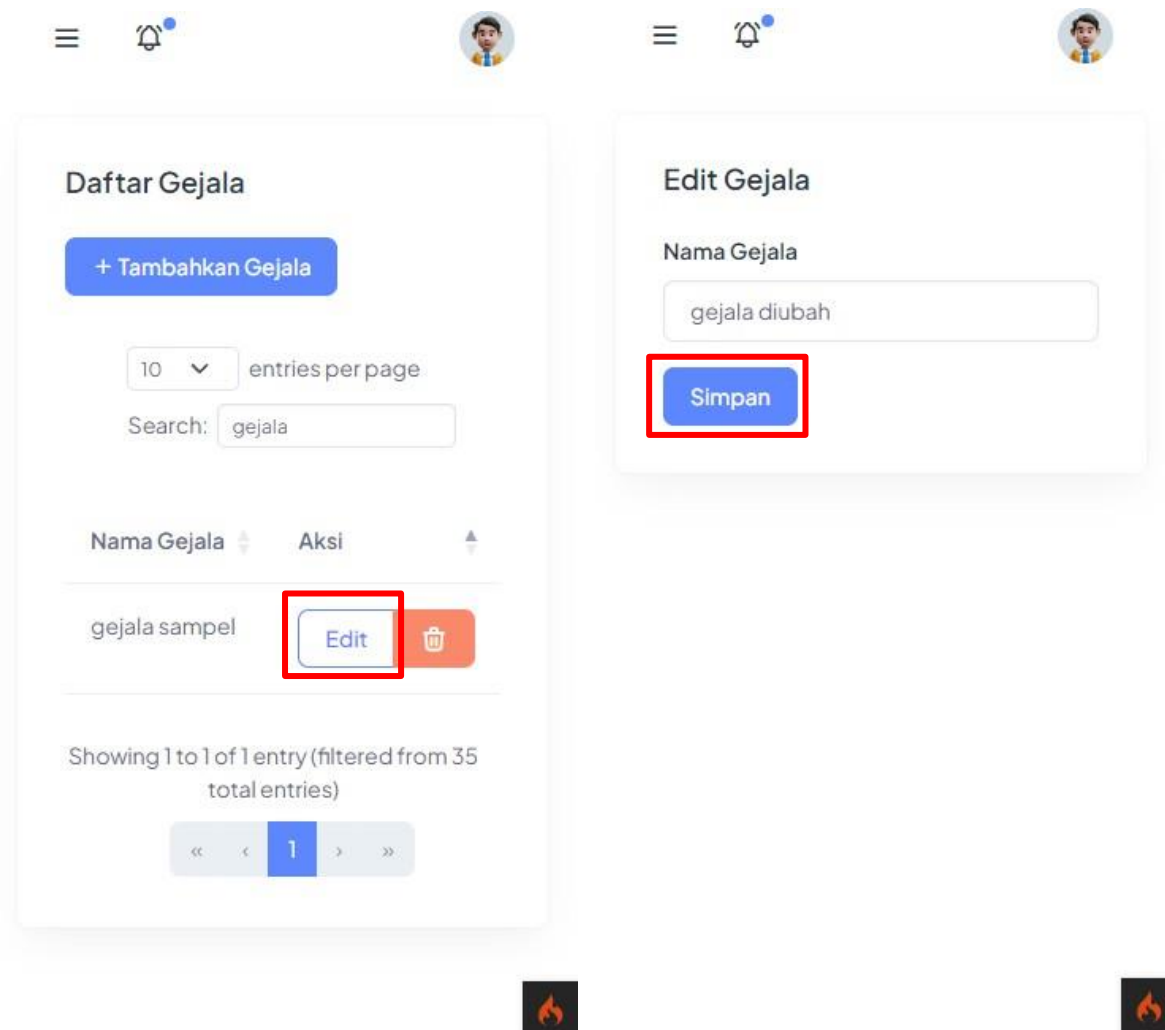 Daftar Gejala
+ Tambahkan Gejala
10 entries per page
Search: gejala
Nama Gejala Aksi
gejala sampel Edit
Showing 1 to 1 of 1 entry (filtered from 35
total entries)
« ‹ 1 › »
Edit Gejala
Nama Gejala
gejala diubah
Simpan